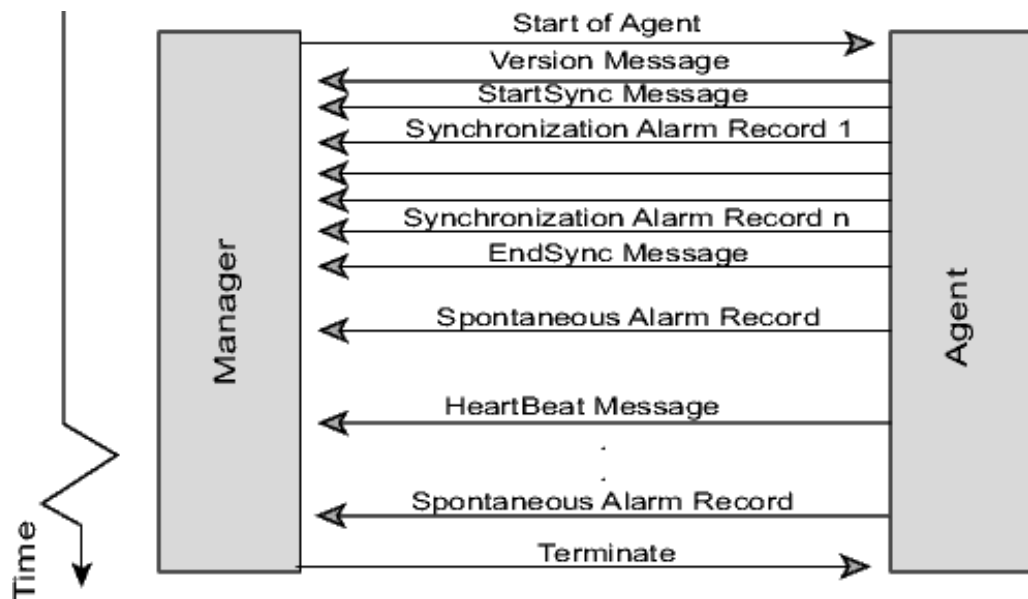 Start of Agent
Version Message
StartSync Message
Synchronization Alarm Record 1
Synchronization Alarm Record n
EndSync Message
Spontaneous Alarm Record
HeartBeat Message
.
.
Spontaneous Alarm Record
Terminate
Manager
Agent
Time